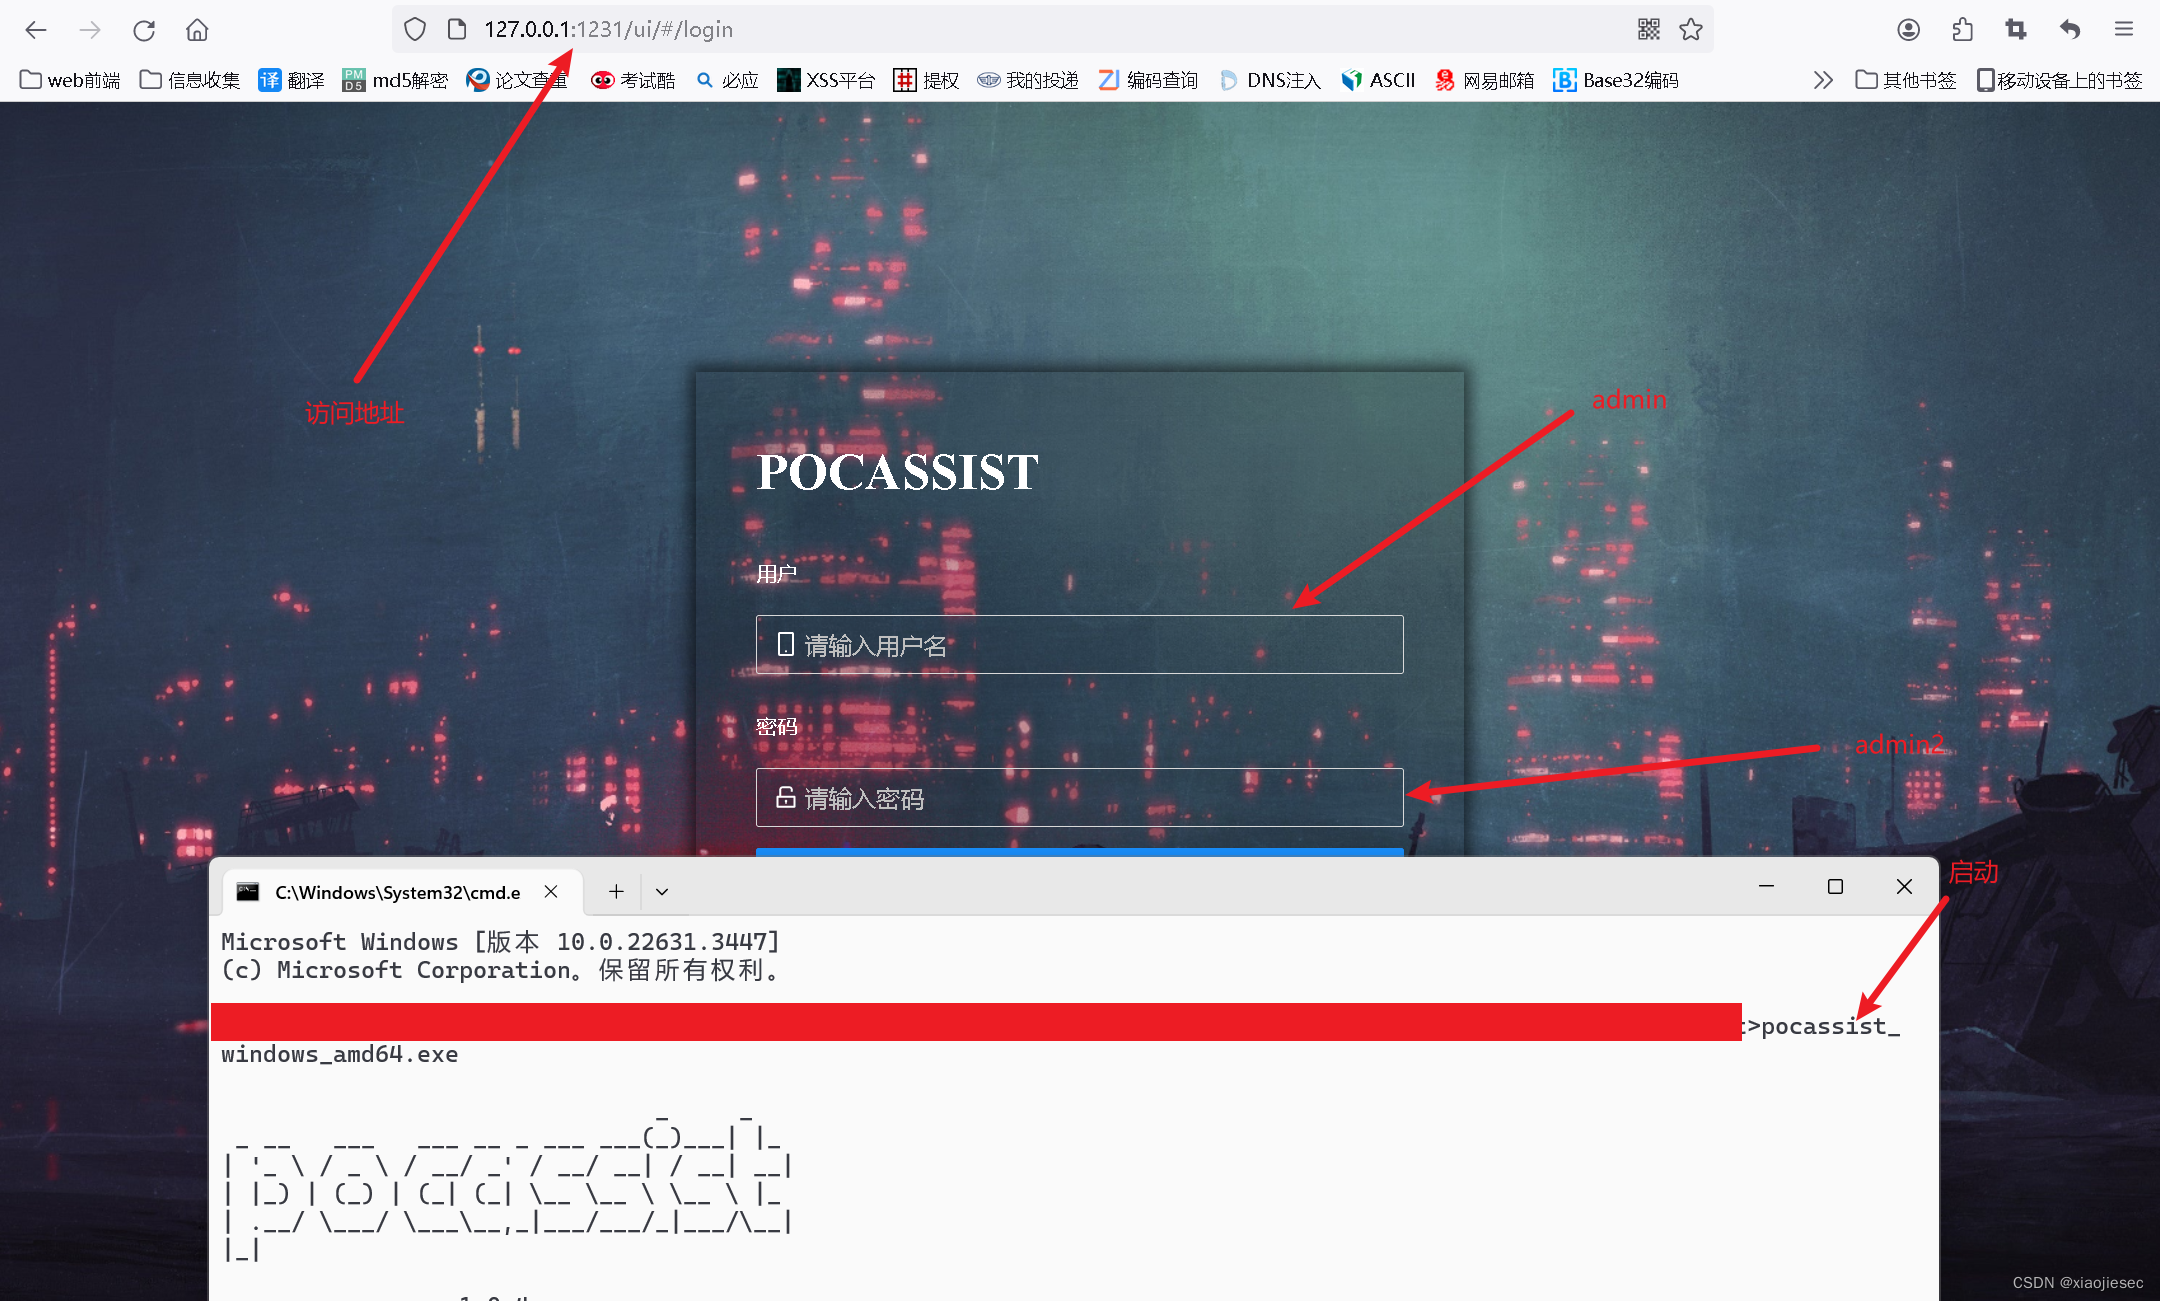 127.0.0.1:1231/ui/#/login
web前端 信息收集 译 翻译 PM D5 md5解密 论文查重 考试酷 必应 XSS平台 提权 我的投递 编码查询 DNS注入 ASCII 网易邮箱 Base32编码 其他书签 移动设备上的书签
访问地址
admin
POCASSIST
用户
请输入用户名
密码
admin2
请输入密码
启动
C:\Windows\System32\cmd.e
Microsoft Windows [版本 10.0.22631.3447]
(c) Microsoft Corporation。保留所有权利。
>pocassist_
windows_amd64.exe
CSDN @xiaojiesec